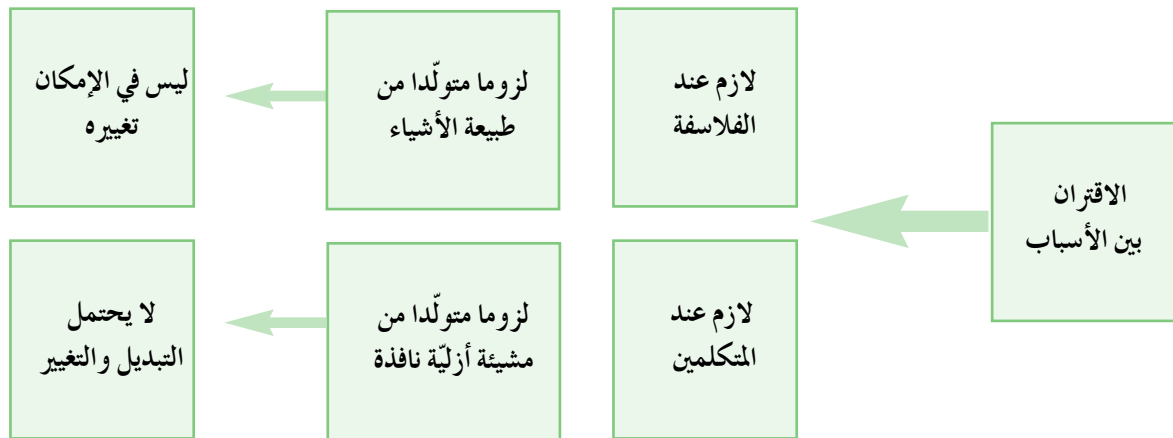 الاقتران
بين الأسباب
لازم عند
الفلاسفة
لزوما متولّدا من
طبيعة الأشياء
ليس في الإمكان
تغييره
لازم عند
المتكلمين
لزوما متولّدا من
مشيئة أزليّة نافذة
لا يحتمل
التبديل والتغيير